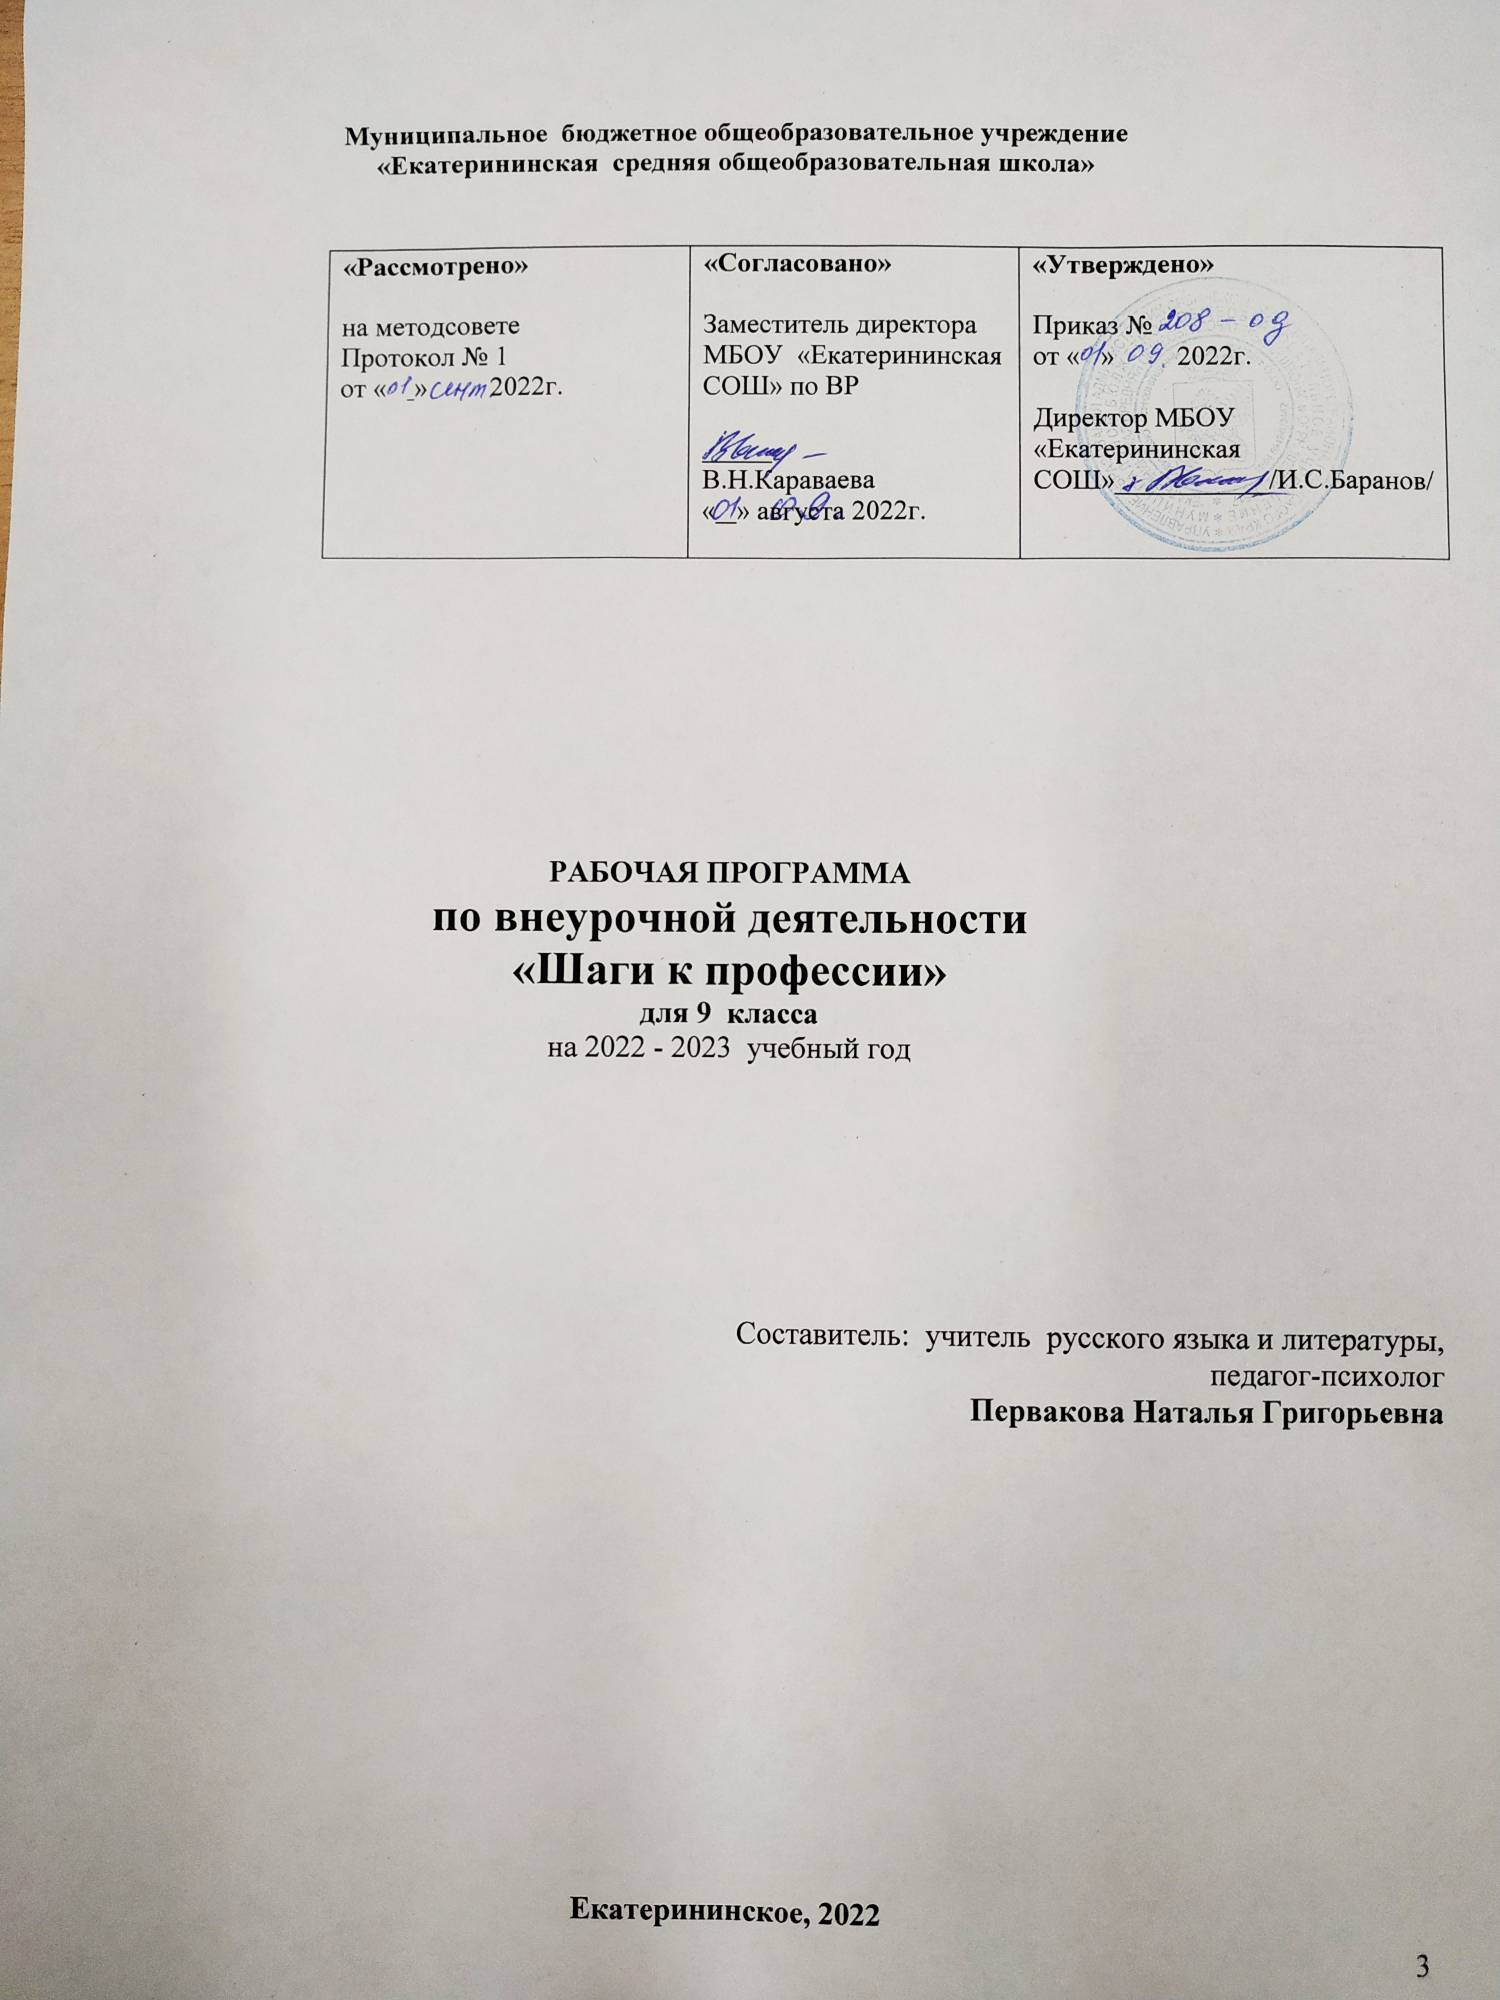 Муниципальное бюджетное общеобразовательное учреждение
«Екатерининская средняя общеобразовательная школа»
«Рассмотрено»
на методсовете
Протокол № 1
от «01_»сент2022г.
«Согласовано»
Заместитель директора
МБОУ «Екатерининская
СОШ» по ВР
В.Н.Караваева
«01» августа 2022г.
«Утверждено»
Приказ № 208 - од
от «01» 09. 2022г.
Директор МБОУ
«Екатерининская
СОШ»___________/И.С.Баранов/
РАБОЧАЯ ПРОГРАММА
по внеурочной деятельности
«Шаги к профессии»
для 9 класса
на 2022 - 2023 учебный год
Составитель: учитель русского языка и литературы,
педагог-психолог
Первакова Наталья Григорьевна
Екатерининское, 2022
3